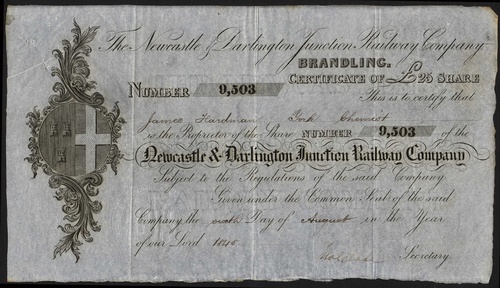 The Newcastle & Darlington Junction Railway Company
BRANDLING.
NUMBER 9,503 CERTIFICATE OF £25 SHARE
This is to certify that
James Hardman York Chemist
is the Proprietor of the Share NUMBER 9,503 of the
Newcastle & Darlington Junction Railway Company
Subject to the Regulations of the said Company
Given under the Common Seal of the said
Company the sixth Day of August in the Year
of our Lord 1845.
Secretary.